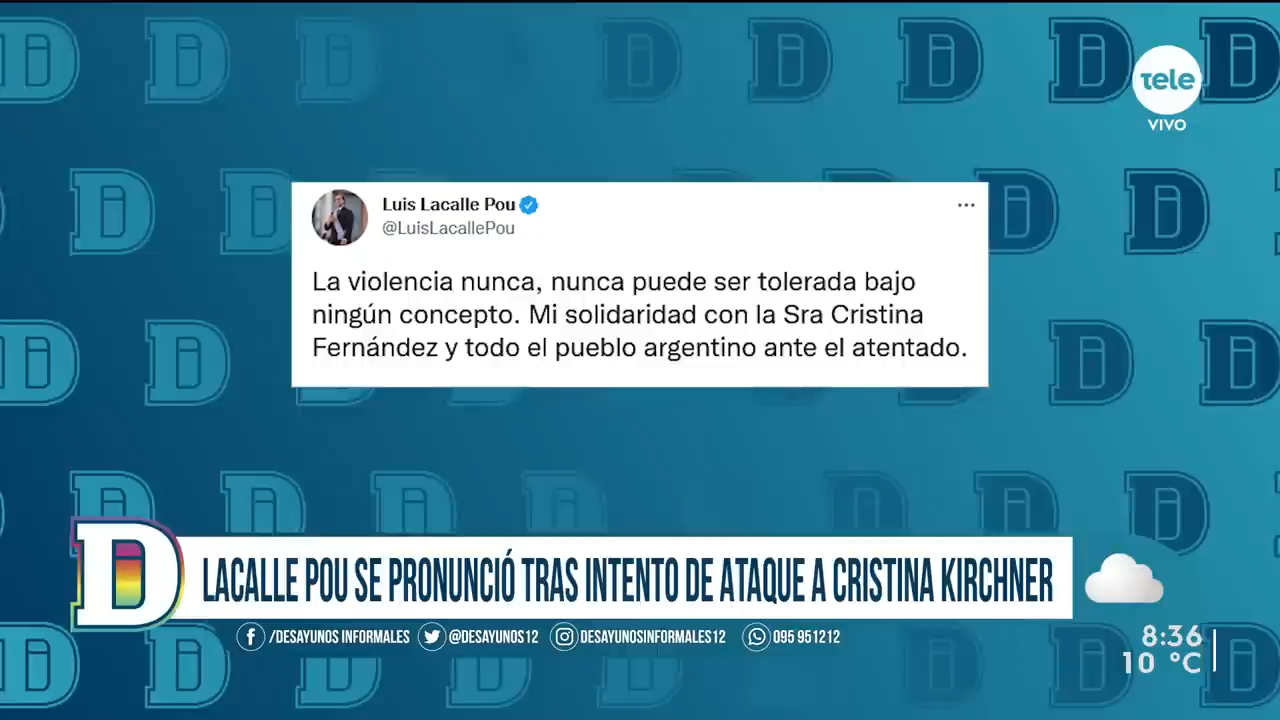 tele
VIVO
Luis Lacalle Pou
@LuisLacallePou
La violencia nunca, nunca puede ser tolerada bajo
ningún concepto. Mi solidaridad con la Sra Cristina
Fernández y todo el pueblo argentino ante el atentado.
LACALLE POU SE PRONUNCIÓ TRAS INTENTO DE ATAQUE A CRISTINA KIRCHNER
/DESAYUNOS INFORMALES @DESAYUNOS12 DESAYUNOSINFORMALES12 095 951212
8:36
10 °C